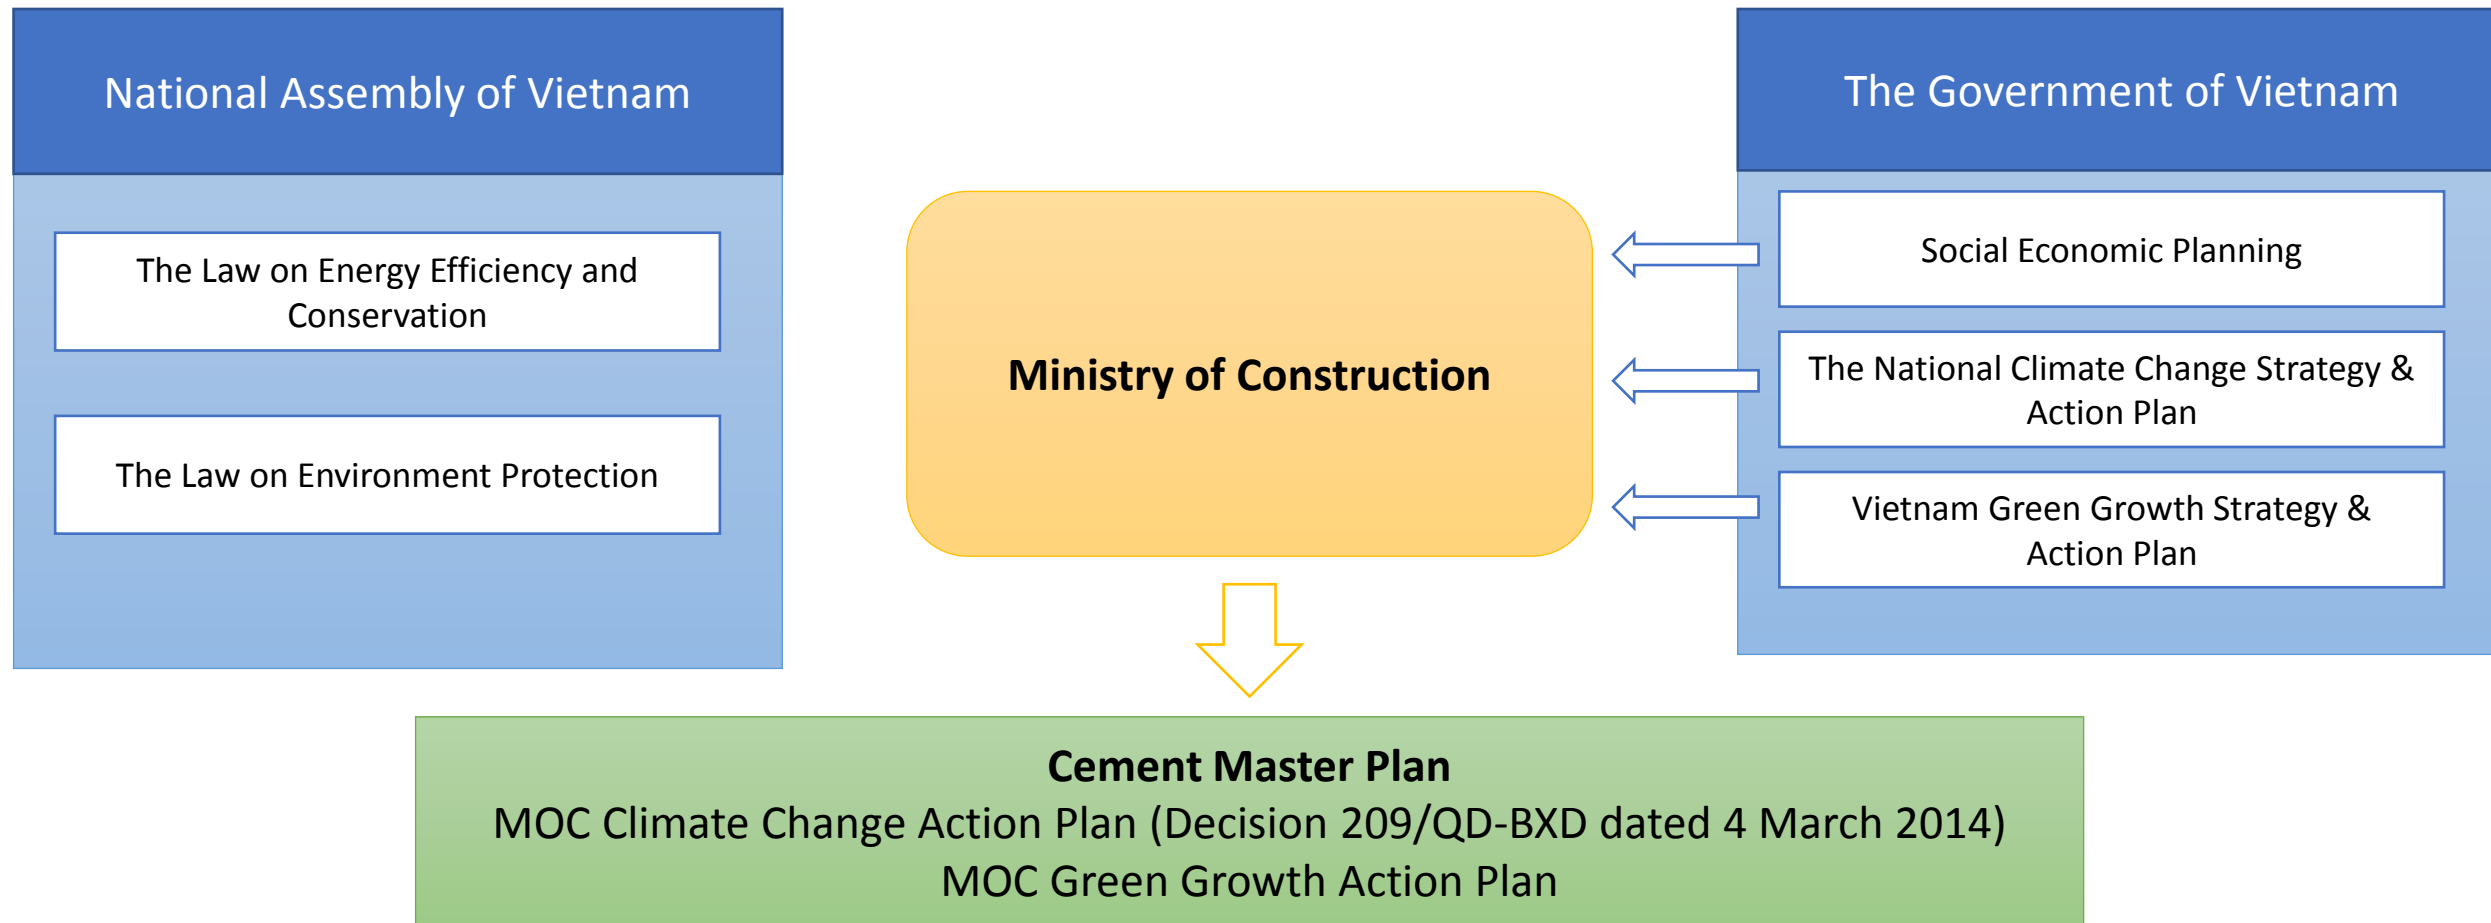 National Assembly of Vietnam
The Law on Energy Efficiency and
Conservation
The Law on Environment Protection
Ministry of Construction
The Government of Vietnam
Social Economic Planning
The National Climate Change Strategy &
Action Plan
Vietnam Green Growth Strategy &
Action Plan
Cement Master Plan
MOC Climate Change Action Plan (Decision 209/QD-BXD dated 4 March 2014)
MOC Green Growth Action Plan